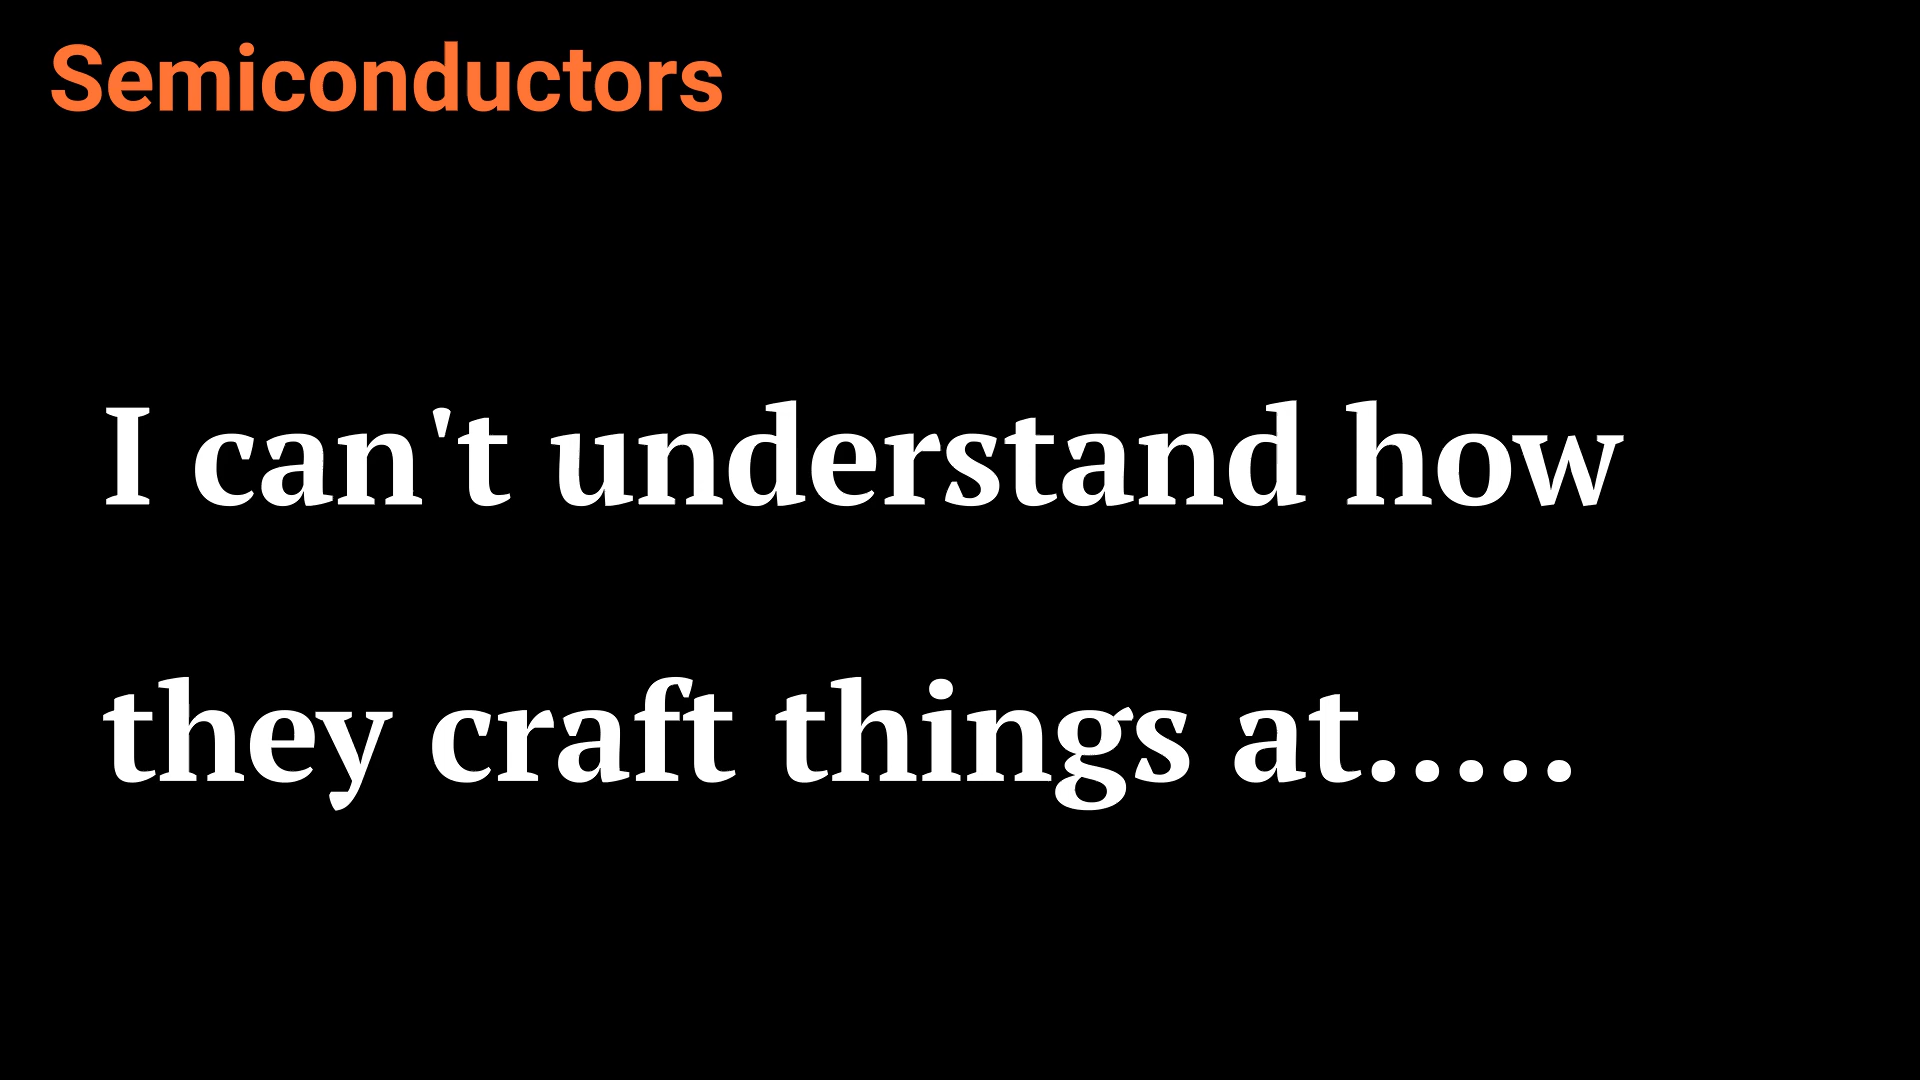 Semiconductors
I can't understand how
they craft things at.....